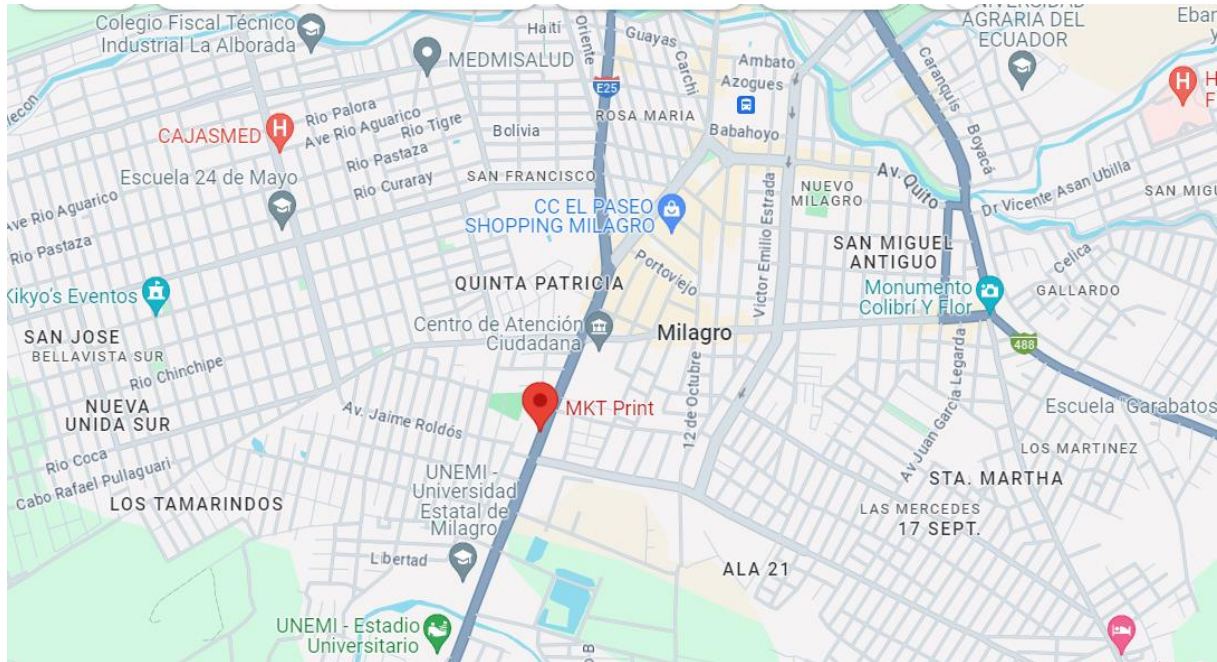 Colegio Fiscal Técnico
Industrial La Alborada
Haití
Oriente
Guayas
Carchi
Ambato
Azogues
UNIVERSIDAD
AGRARIA DEL
ECUADOR
MEDMISALUD
E25
Caranquis
Boyacá
H
CAJASMED
H
Rio Palora
Ave Rio Aguarico
Rio Tigre
Bolivia
ROSA MARIA
Babahoyo
Escuela 24 de Mayo
Rio Pastaza
Rio Curaray
SAN FRANCISCO
CC EL PASEO
SHOPPING MILAGRO
NUEVO
MILAGRO
Av. Quito
Dr Vicente Asan Ubilla
Ave Rio Aguarico
Rio Pastaza
Victor Emilio Estrada
SAN MIGUEL
ANTIGUO
Celica
Portoviejo
QUINTA PATRICIA
Kikyo's Eventos
Monumento
Colibrí Y Flor
GALLARDO
Centro de Atención
Ciudadana
Milagro
SAN JOSE
BELLAVISTA SUR
488
Rio Chinchipe
12 de Octubre
Av Juan García Legarda
MKT Print
Escuela "Garabatos
NUEVA
UNIDA SUR
Av. Jaime Roldós
LOS MARTINEZ
Rio Coca
Cabo Rafael Pullaguari
UNEMI -
Universidad
Estatal de
Milagro
STA. MARTHA
LOS TAMARINDOS
LAS MERCEDES
17 SEPT.
Libertad
ALA 21
UNEMI - Estadio
Universitario